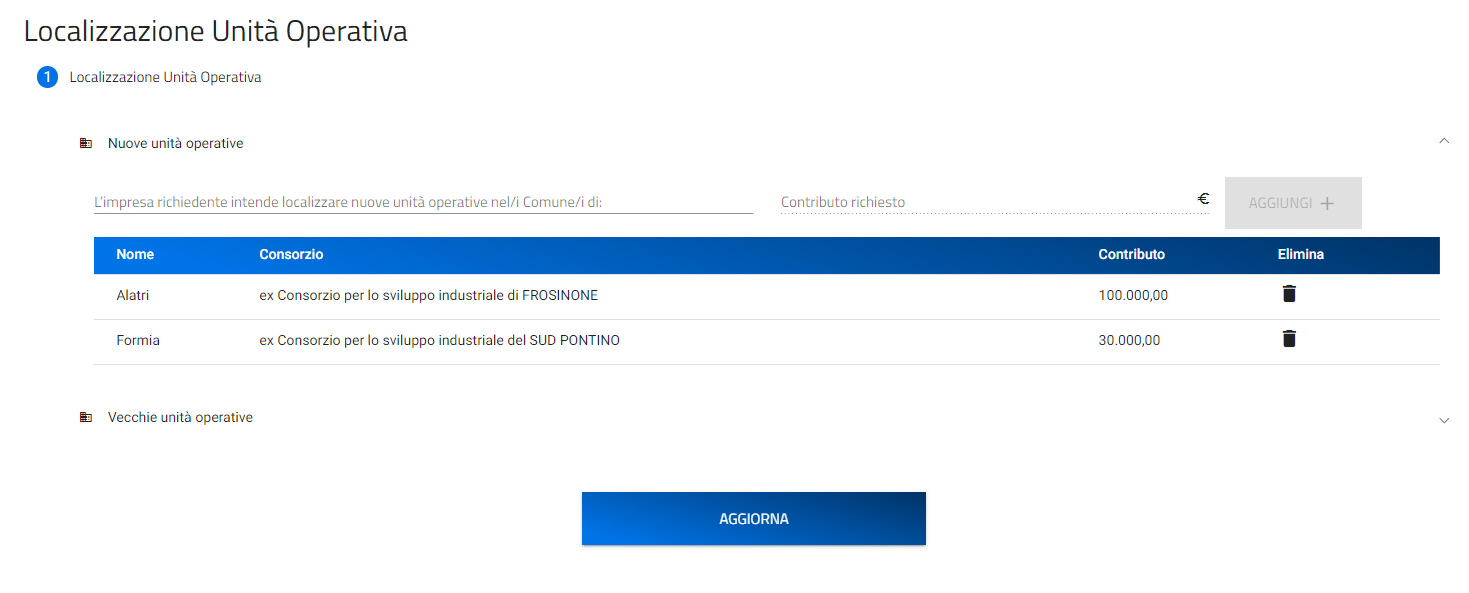 Localizzazione Unità Operativa
1 Localizzazione Unità Operativa
Nuove unità operative
L'impresa richiedente intende localizzare nuove unità operative nel/i Comune/i di: Contributo richiesto € AGGIUNGI +
Nome Consorzio Contributo Elimina
Alatri ex Consorzio per lo sviluppo industriale di FROSINONE 100.000,00
Formia ex Consorzio per lo sviluppo industriale del SUD PONTINO 30.000,00
Vecchie unità operative
AGGIORNA